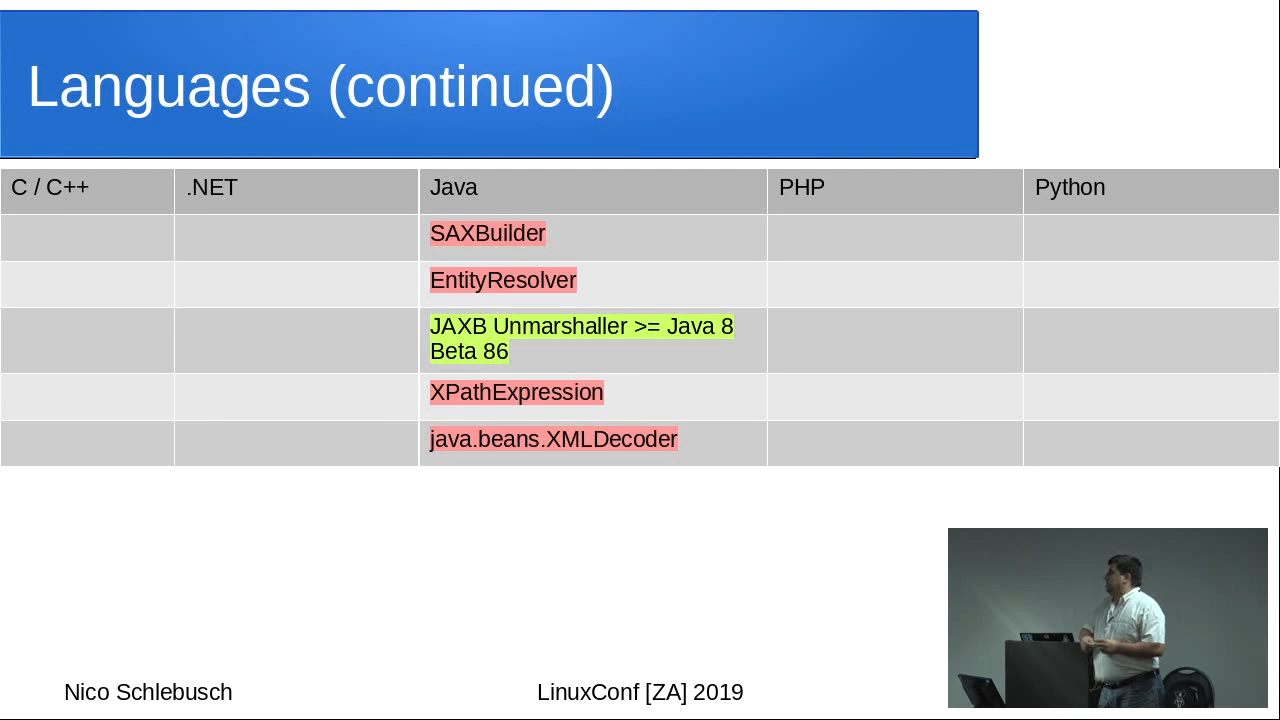 Languages (continued)
C / C++ .NET Java PHP Python
SAXBuilder
EntityResolver
JAXB Unmarshaller >= Java 8
Beta 86
XPathExpression
java.beans.XMLDecoder
Nico Schlebusch LinuxConf [ZA] 2019